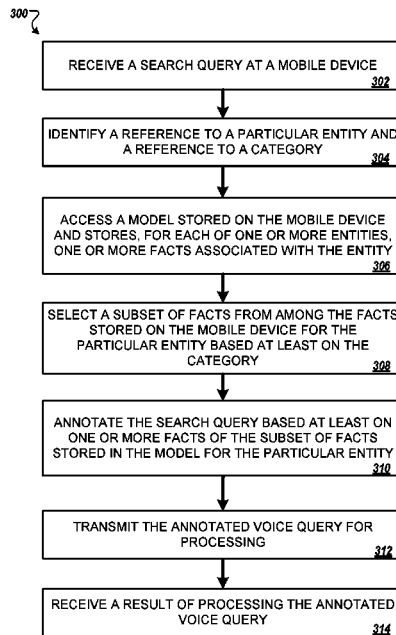 300
RECEIVE A SEARCH QUERY AT A MOBILE DEVICE
302
IDENTIFY A REFERENCE TO A PARTICULAR ENTITY AND
A REFERENCE TO A CATEGORY
304
ACCESS A MODEL STORED ON THE MOBILE DEVICE
AND STORES, FOR EACH OF ONE OR MORE ENTITIES,
ONE OR MORE FACTS ASSOCIATED WITH THE ENTITY
306
SELECT A SUBSET OF FACTS FROM AMONG THE FACTS
STORED ON THE MOBILE DEVICE FOR THE
PARTICULAR ENTITY BASED AT LEAST ON THE
CATEGORY
308
ANNOTATE THE SEARCH QUERY BASED AT LEAST ON
ONE OR MORE FACTS OF THE SUBSET OF FACTS
STORED IN THE MODEL FOR THE PARTICULAR ENTITY
310
TRANSMIT THE ANNOTATED VOICE QUERY FOR
PROCESSING
312
RECEIVE A RESULT OF PROCESSING THE ANNOTATED
VOICE QUERY
314